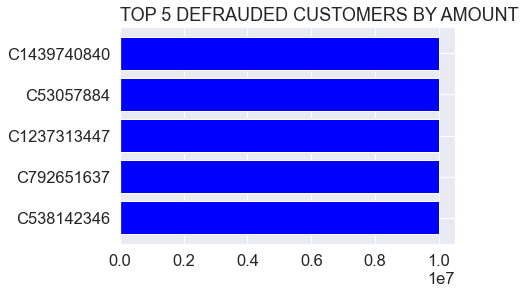 TOP 5 DEFRAUDED CUSTOMERS BY AMOUNT
C1439740840
C53057884
C1237313447
C792651637
C538142346
0.0 0.2 0.4 0.6 0.8 1.0
1e7